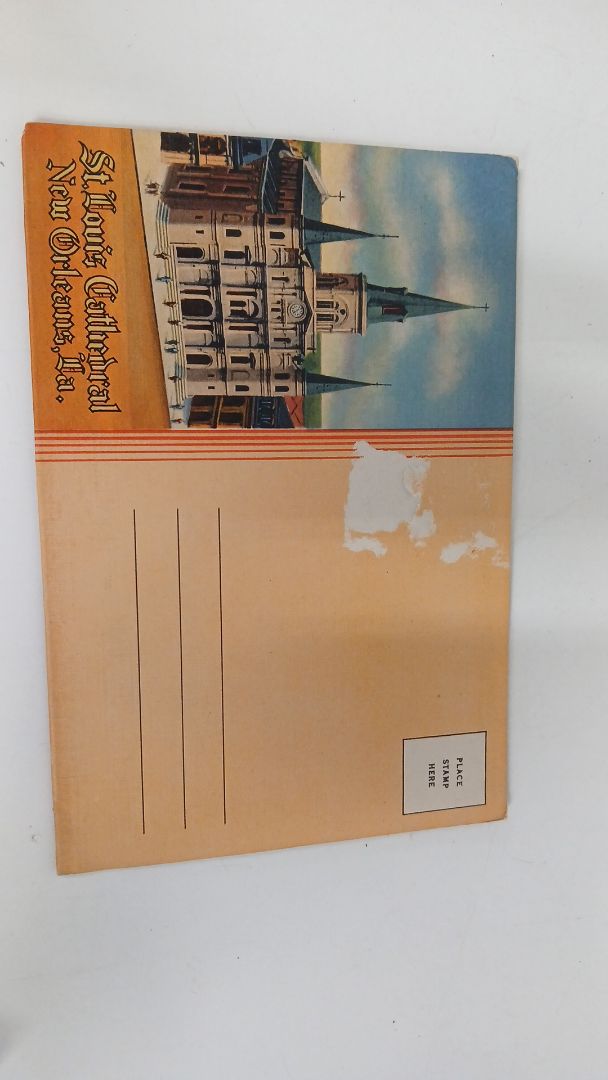 St. Louis Cathedral
New Orleans, La.
PLACE
STAMP
HERE